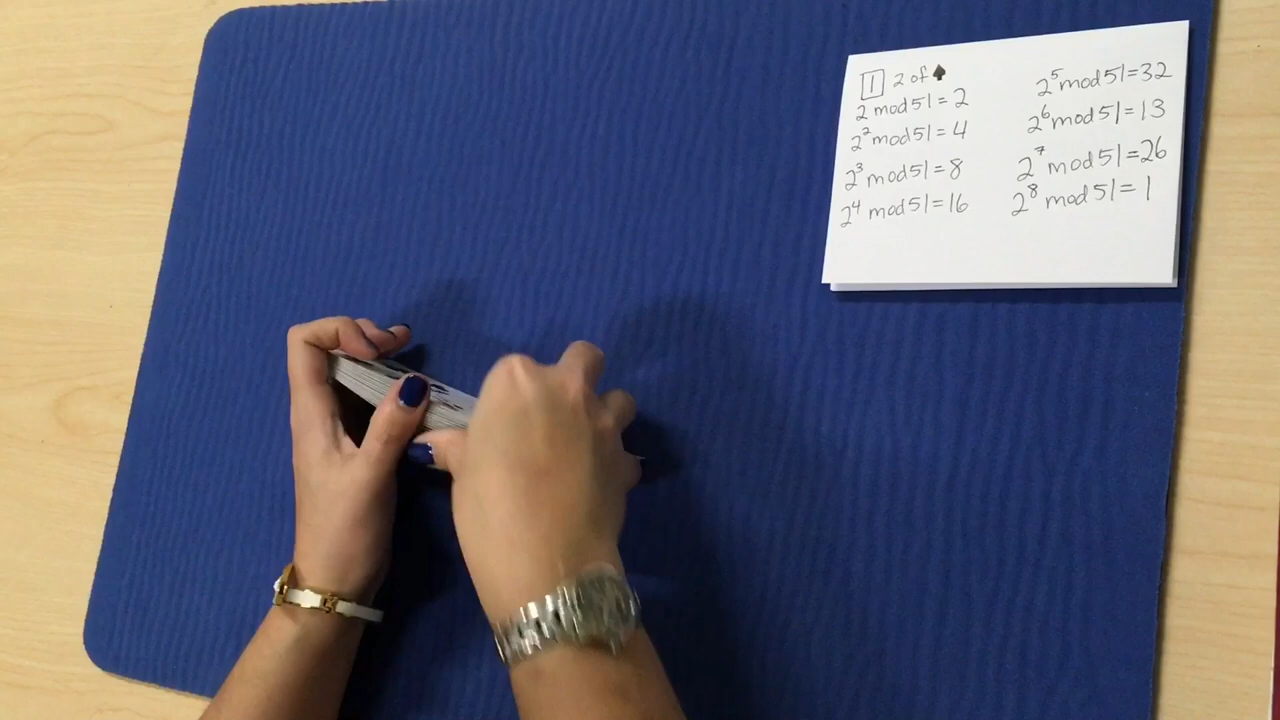 1 2 of ♠
2 mod 51 = 2
2² mod 51 = 4
2³ mod 51 = 8
2⁴ mod 51 = 16
2⁵ mod 51 = 32
2⁶ mod 51 = 13
2⁷ mod 51 = 26
2⁸ mod 51 = 1